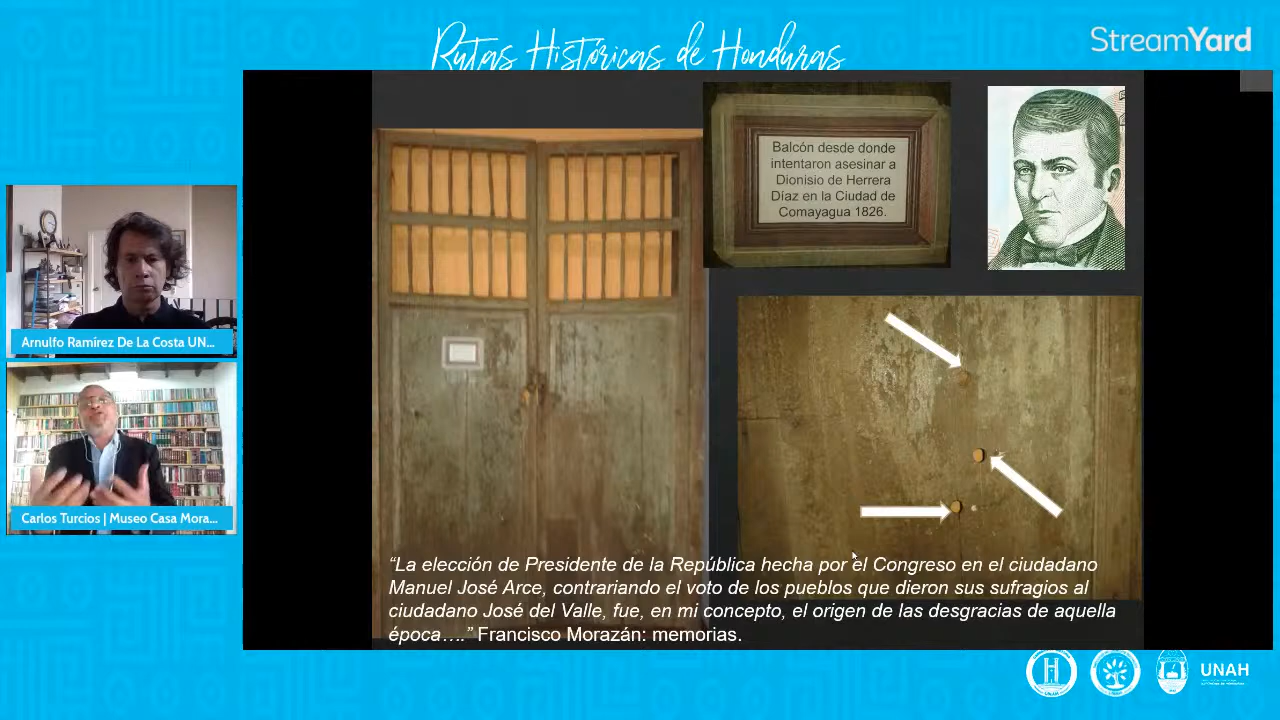 Rutas Históricas de Honduras
StreamYard
Balcón desde donde
intentaron asesinar a
Dionisio de Herrera
Díaz en la Ciudad de
Comayagua 1826.
Arnulfo Ramírez De La Costa UN...
Carlos Turcios | Museo Casa Mora...
“La elección de Presidente de la República hecha por el Congreso en el ciudadano
Manuel José Arce, contrariando el voto de los pueblos que dieron sus sufragios al
ciudadano José del Valle, fue, en mi concepto, el origen de las desgracias de aquella
época….” Francisco Morazán: memorias.
UNAH